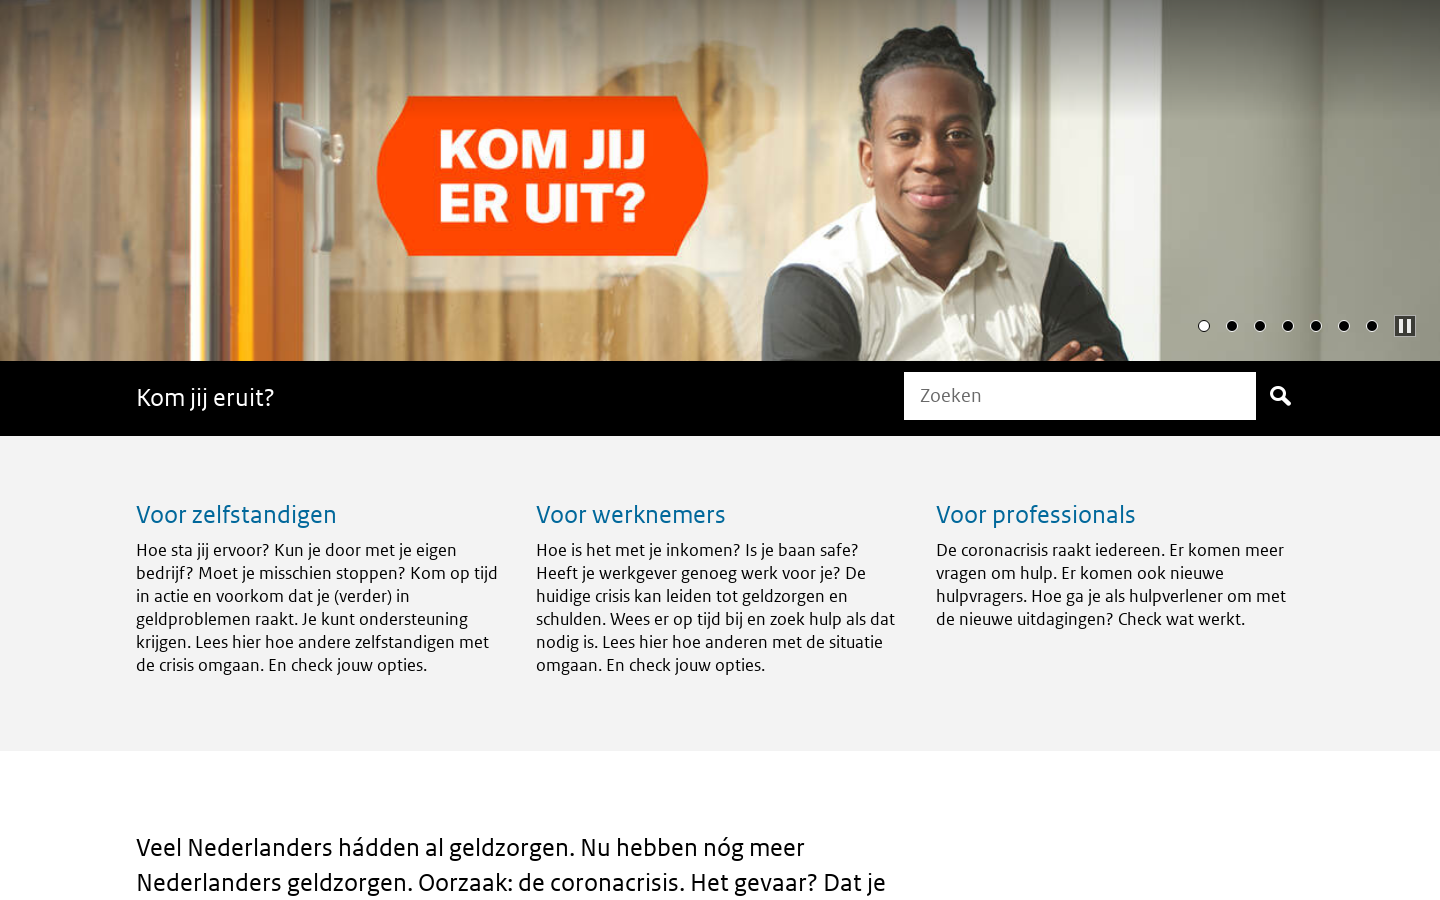 KOM JIJ
ER UIT?
Kom jij eruit?
Zoeken
Voor zelfstandigen
Hoe sta jij ervoor? Kun je door met je eigen
bedrijf? Moet je misschien stoppen? Kom op tijd
in actie en voorkom dat je (verder) in
geldproblemen raakt. Je kunt ondersteuning
krijgen. Lees hier hoe andere zelfstandigen met
de crisis omgaan. En check jouw opties.
Voor werknemers
Hoe is het met je inkomen? Is je baan safe?
Heeft je werkgever genoeg werk voor je? De
huidige crisis kan leiden tot geldzorgen en
schulden. Wees er op tijd bij en zoek hulp als dat
nodig is. Lees hier hoe anderen met de situatie
omgaan. En check jouw opties.
Voor professionals
De coronacrisis raakt iedereen. Er komen meer
vragen om hulp. Er komen ook nieuwe
hulpvragers. Hoe ga je als hulpverlener om met
de nieuwe uitdagingen? Check wat werkt.
Veel Nederlanders hádden al geldzorgen. Nu hebben nóg meer
Nederlanders geldzorgen. Oorzaak: de coronacrisis. Het gevaar? Dat je